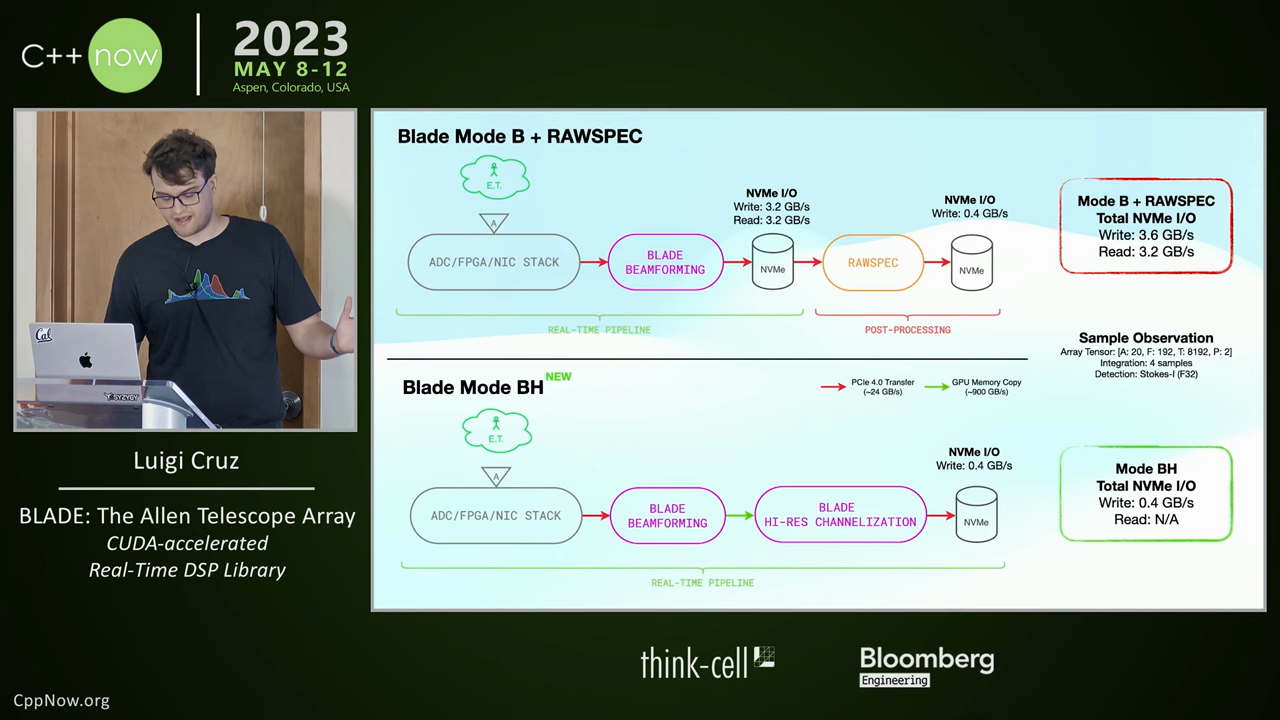 C++ now
2023
MAY 8-12
Aspen, Colorado, USA
Cal
SYZYGY
Luigi Cruz
BLADE: The Allen Telescope Array
CUDA-accelerated
Real-Time DSP Library
Blade Mode B + RAWSPEC
E.T.
A
ADC/FPGA/NIC STACK
BLADE
BEAMFORMING
NVMe I/O
Write: 3.2 GB/s
Read: 3.2 GB/s
NVMe
RAWSPEC
NVMe I/O
Write: 0.4 GB/s
NVMe
REAL-TIME PIPELINE
POST-PROCESSING
Mode B + RAWSPEC
Total NVMe I/O
Write: 3.6 GB/s
Read: 3.2 GB/s
Sample Observation
Array Tensor: [A: 20, F: 192, T: 8192, P: 2]
Integration: 4 samples
Detection: Stokes-I (F32)
Blade Mode BH NEW
PCIe 4.0 Transfer
(~24 GB/s)
GPU Memory Copy
(~900 GB/s)
E.T.
A
ADC/FPGA/NIC STACK
BLADE
BEAMFORMING
BLADE
HI-RES CHANNELIZATION
NVMe I/O
Write: 0.4 GB/s
NVMe
REAL-TIME PIPELINE
Mode BH
Total NVMe I/O
Write: 0.4 GB/s
Read: N/A
think-cell
Bloomberg
Engineering
CppNow.org